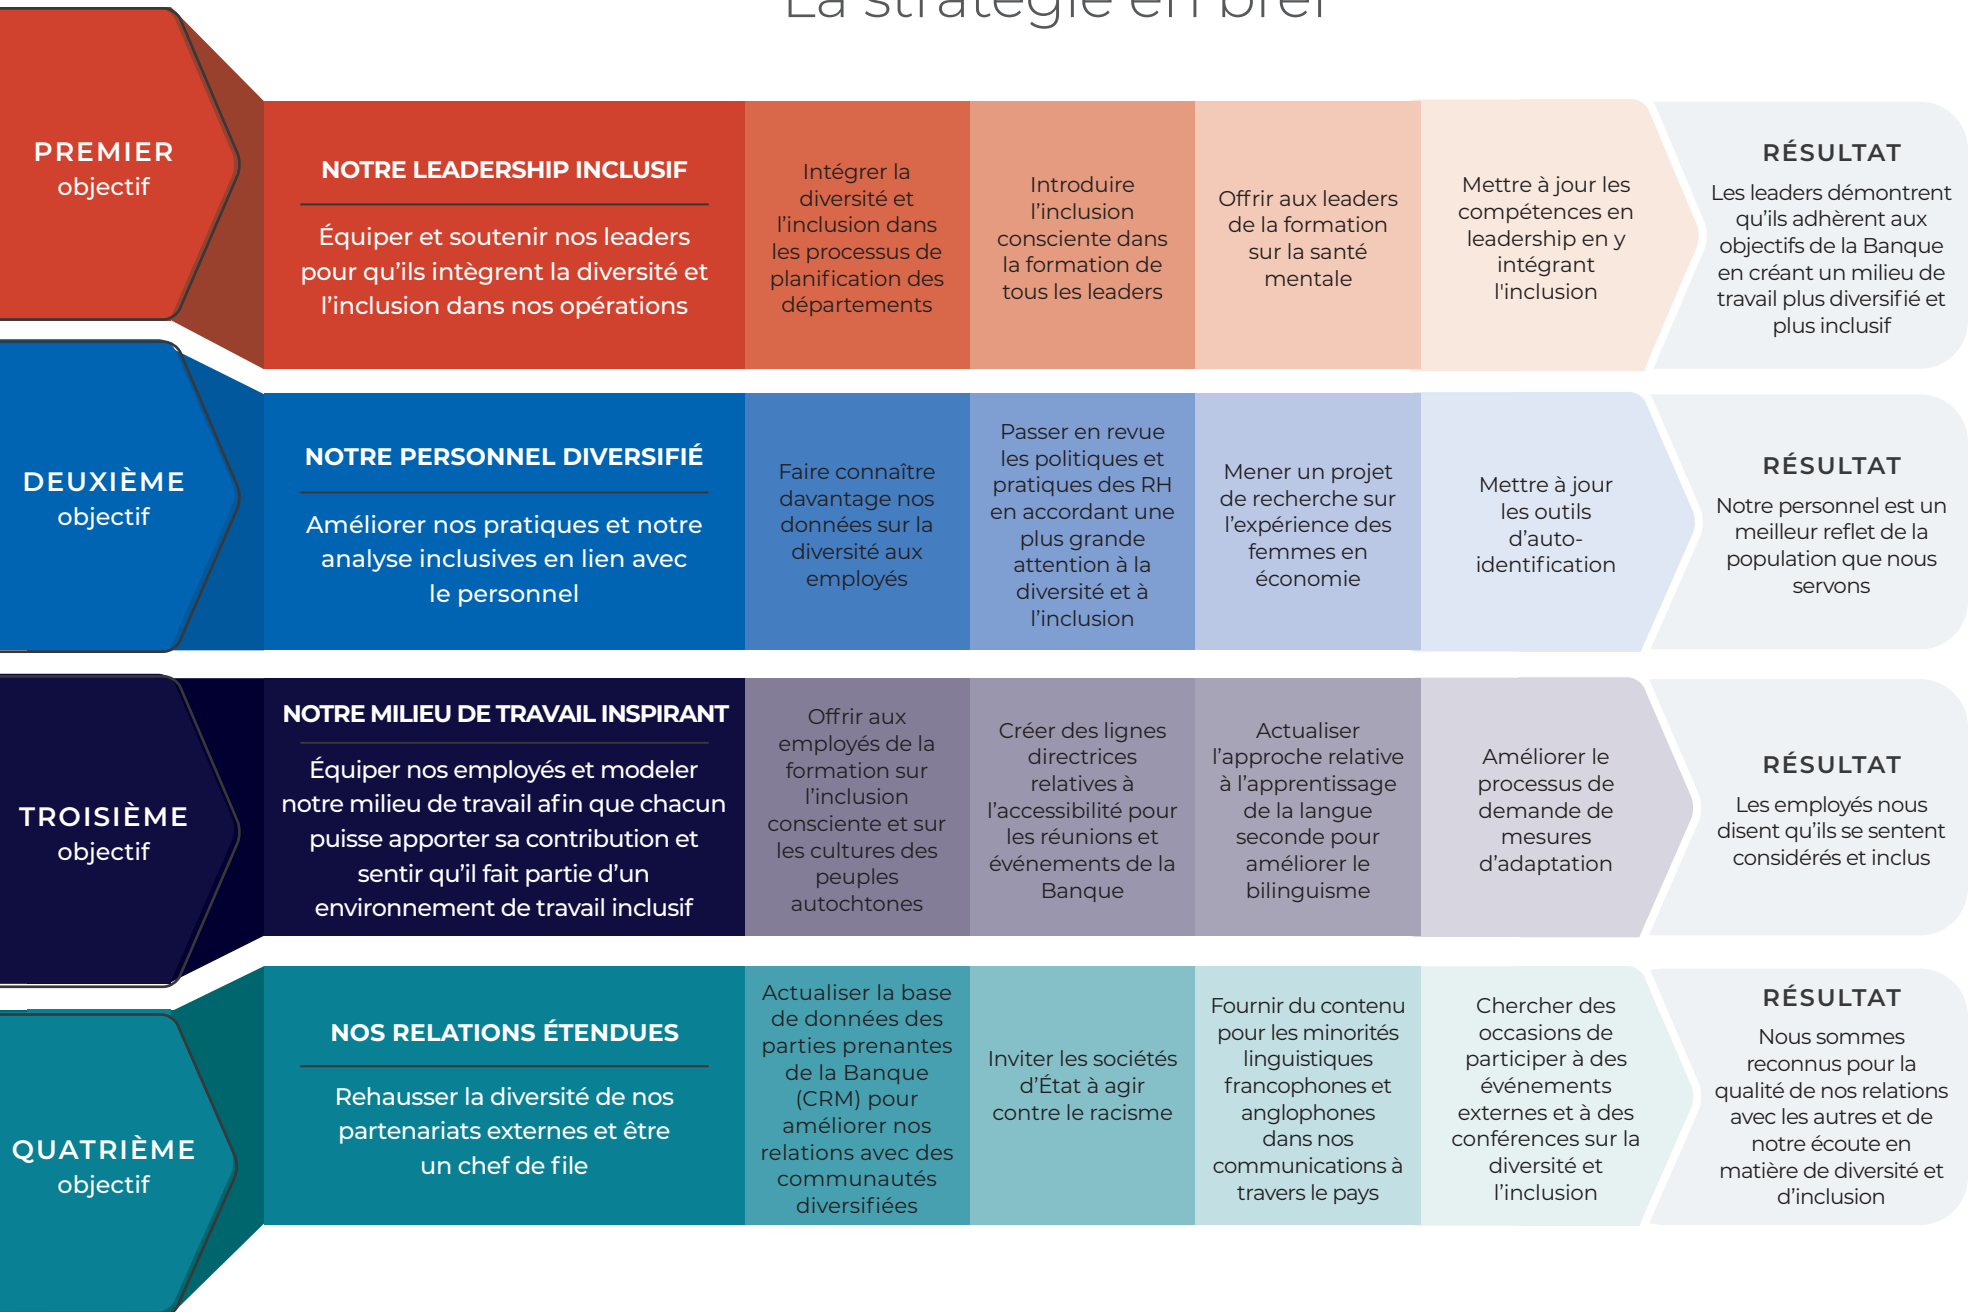 La stratégie en bref
PREMIER
objectif
NOTRE LEADERSHIP INCLUSIF
Équiper et soutenir nos leaders
pour qu’ils intègrent la diversité et
l’inclusion dans nos opérations
Intégrer la
diversité et
l’inclusion dans
les processus de
planification des
départements
Introduire
l’inclusion
consciente dans
la formation de
tous les leaders
Offrir aux leaders
de la formation
sur la santé
mentale
Mettre à jour les
compétences en
leadership en y
intégrant
l'inclusion
RÉSULTAT
Les leaders démontrent
qu’ils adhèrent aux
objectifs de la Banque
en créant un milieu de
travail plus diversifié et
plus inclusif
DEUXIÈME
objectif
NOTRE PERSONNEL DIVERSIFIÉ
Améliorer nos pratiques et notre
analyse inclusives en lien avec
le personnel
Faire connaître
davantage nos
données sur la
diversité aux
employés
Passer en revue
les politiques et
pratiques des RH
en accordant une
plus grande
attention à la
diversité et à
l’inclusion
Mener un projet
de recherche sur
l’expérience des
femmes en
économie
Mettre à jour
les outils
d’auto-
identification
RÉSULTAT
Notre personnel est un
meilleur reflet de la
population que nous
servons
TROISIÈME
objectif
NOTRE MILIEU DE TRAVAIL INSPIRANT
Équiper nos employés et modeler
notre milieu de travail afin que chacun
puisse apporter sa contribution et
sentir qu’il fait partie d’un
environnement de travail inclusif
Offrir aux
employés de la
formation sur
l’inclusion
consciente et sur
les cultures des
peuples
autochtones
Créer des lignes
directrices
relatives à
l’accessibilité pour
les réunions et
événements de la
Banque
Actualiser
l’approche relative
à l’apprentissage
de la langue
seconde pour
améliorer le
bilinguisme
Améliorer le
processus de
demande de
mesures
d’adaptation
RÉSULTAT
Les employés nous
disent qu’ils se sentent
considérés et inclus
QUATRIÈME
objectif
NOS RELATIONS ÉTENDUES
Rehausser la diversité de nos
partenariats externes et être
un chef de file
Actualiser la base
de données des
parties prenantes
de la Banque
(CRM) pour
améliorer nos
relations avec des
communautés
diversifiées
Inviter les sociétés
d’État à agir
contre le racisme
Fournir du contenu
pour les minorités
linguistiques
francophones et
anglophones
dans nos
communications à
travers le pays
Chercher des
occasions de
participer à des
événements
externes et à des
conférences sur la
diversité et
l’inclusion
RÉSULTAT
Nous sommes
reconnus pour la
qualité de nos relations
avec les autres et de
notre écoute en
matière de diversité et
d’inclusion